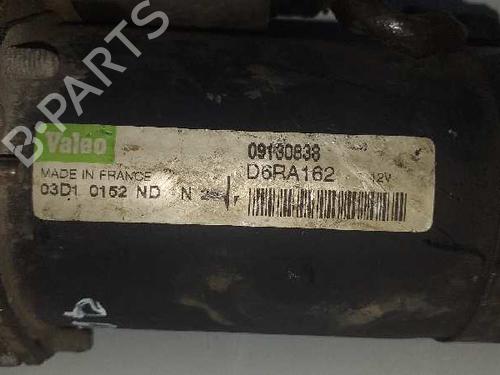 B-PARTS
Valeo
09130838
MADE IN FRANCE
D6RA162 12V
03D1 0152 ND N